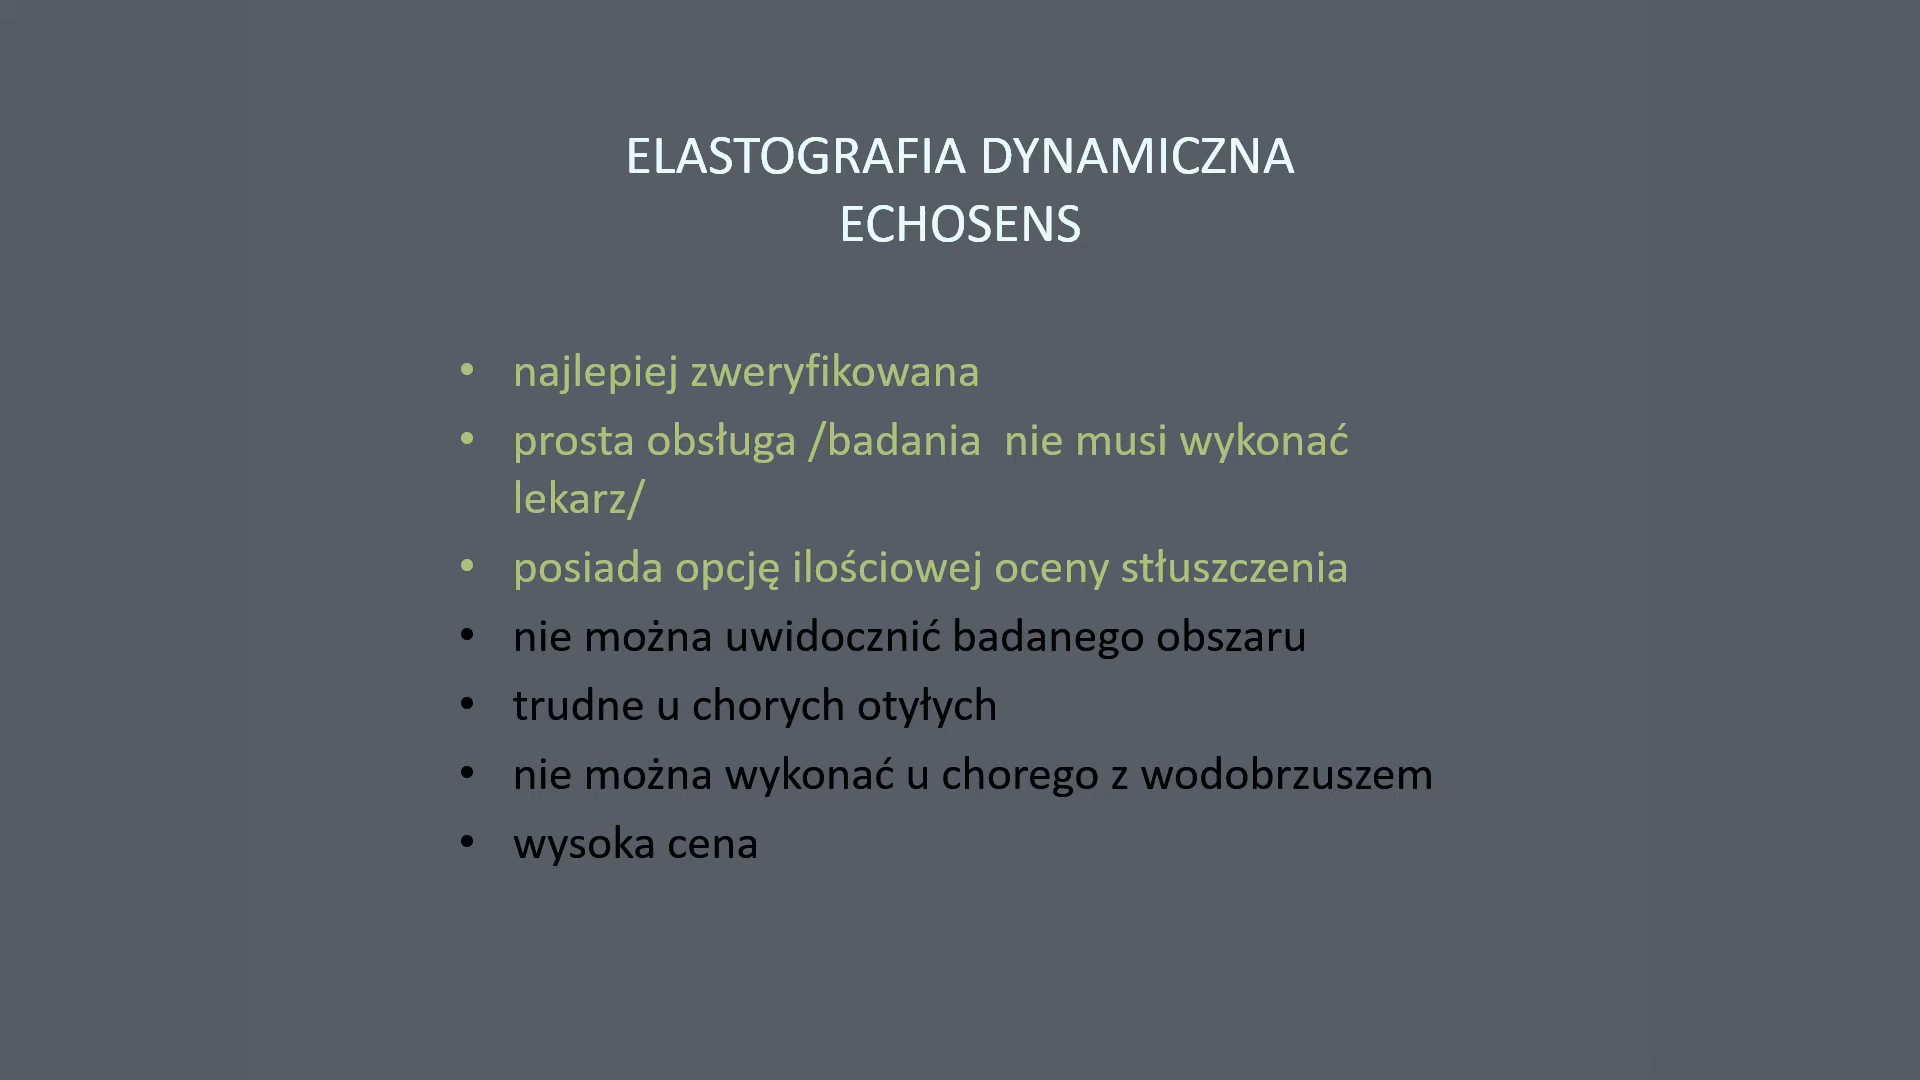 ELASTOGRAFIA DYNAMICZNA
ECHOSENS
• najlepiej zweryfikowana
• prosta obsługa /badania  nie musi wykonać
lekarz/
• posiada opcję ilościowej oceny stłuszczenia
• nie można uwidocznić badanego obszaru
• trudne u chorych otyłych
• nie można wykonać u chorego z wodobrzuszem
• wysoka cena